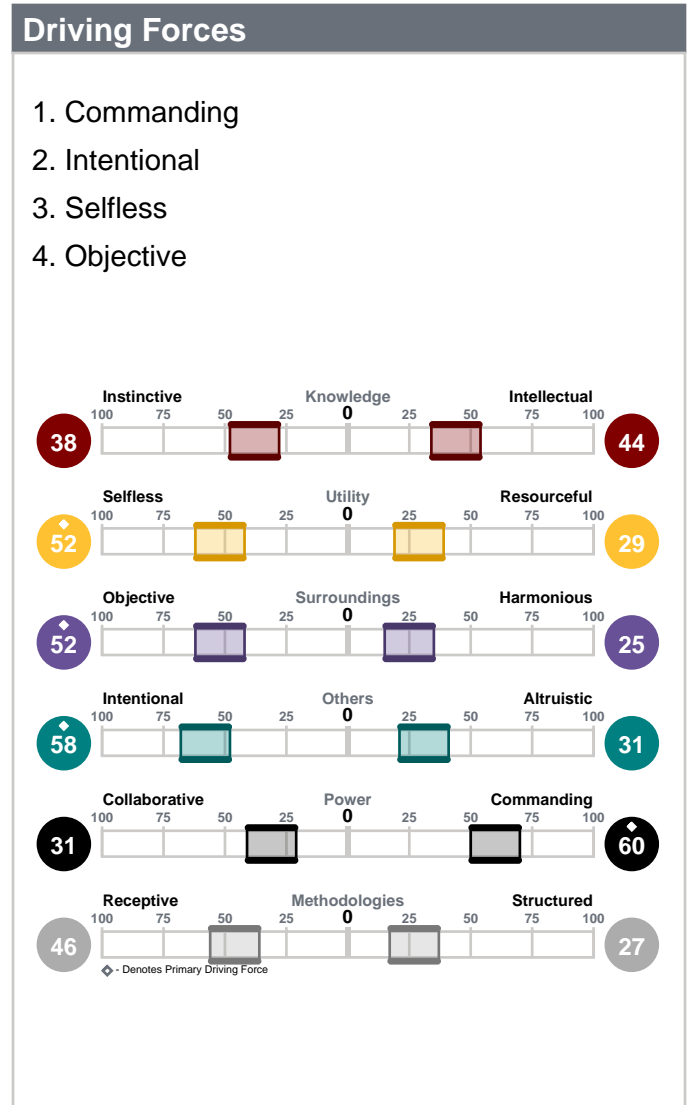 Driving Forces
1. Commanding
2. Intentional
3. Selfless
4. Objective
Instinctive Knowledge Intellectual
100 75 50 25 0 25 50 75 100
38 44
Selfless Utility Resourceful
100 75 50 25 0 25 50 75 100
52 29
Objective Surroundings Harmonious
100 75 50 25 0 25 50 75 100
52 25
Intentional Others Altruistic
100 75 50 25 0 25 50 75 100
58 31
Collaborative Power Commanding
100 75 50 25 0 25 50 75 100
31 60
Receptive Methodologies Structured
100 75 50 25 0 25 50 75 100
46 27
- Denotes Primary Driving Force